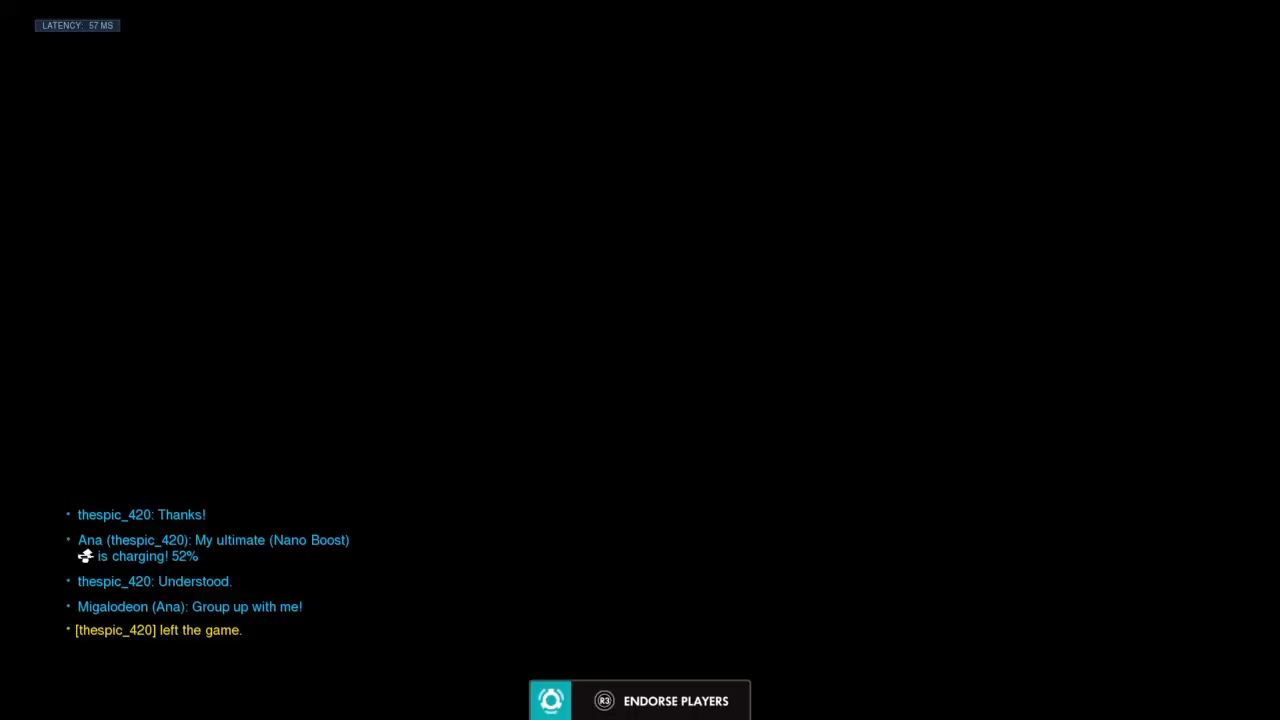 LATENCY: 57 MS
• thespic_420: Thanks!
• Ana (thespic_420): My ultimate (Nano Boost)
is charging! 52%
• thespic_420: Understood.
• Migalodeon (Ana): Group up with me!
• [thespic_420] left the game.
R3 ENDORSE PLAYERS